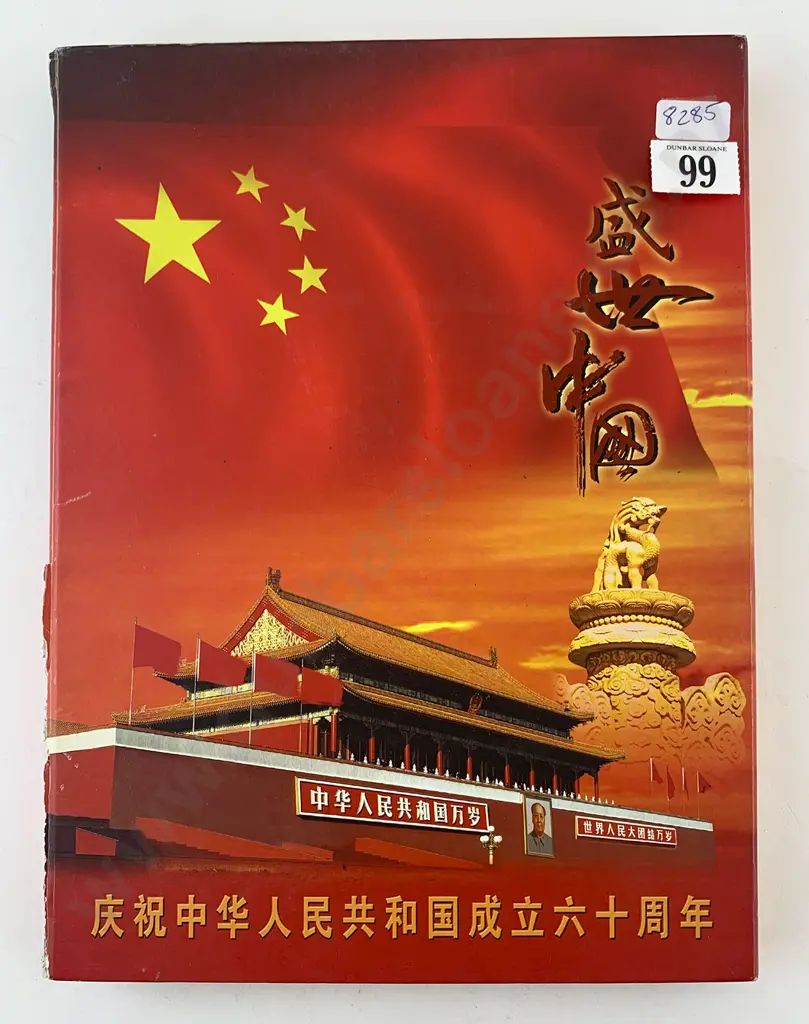 8285
DUNBAR SLOANE
99
盛世中国
中华人民共和国万岁
世界人民大团结万岁
庆祝中华人民共和国成立六十周年